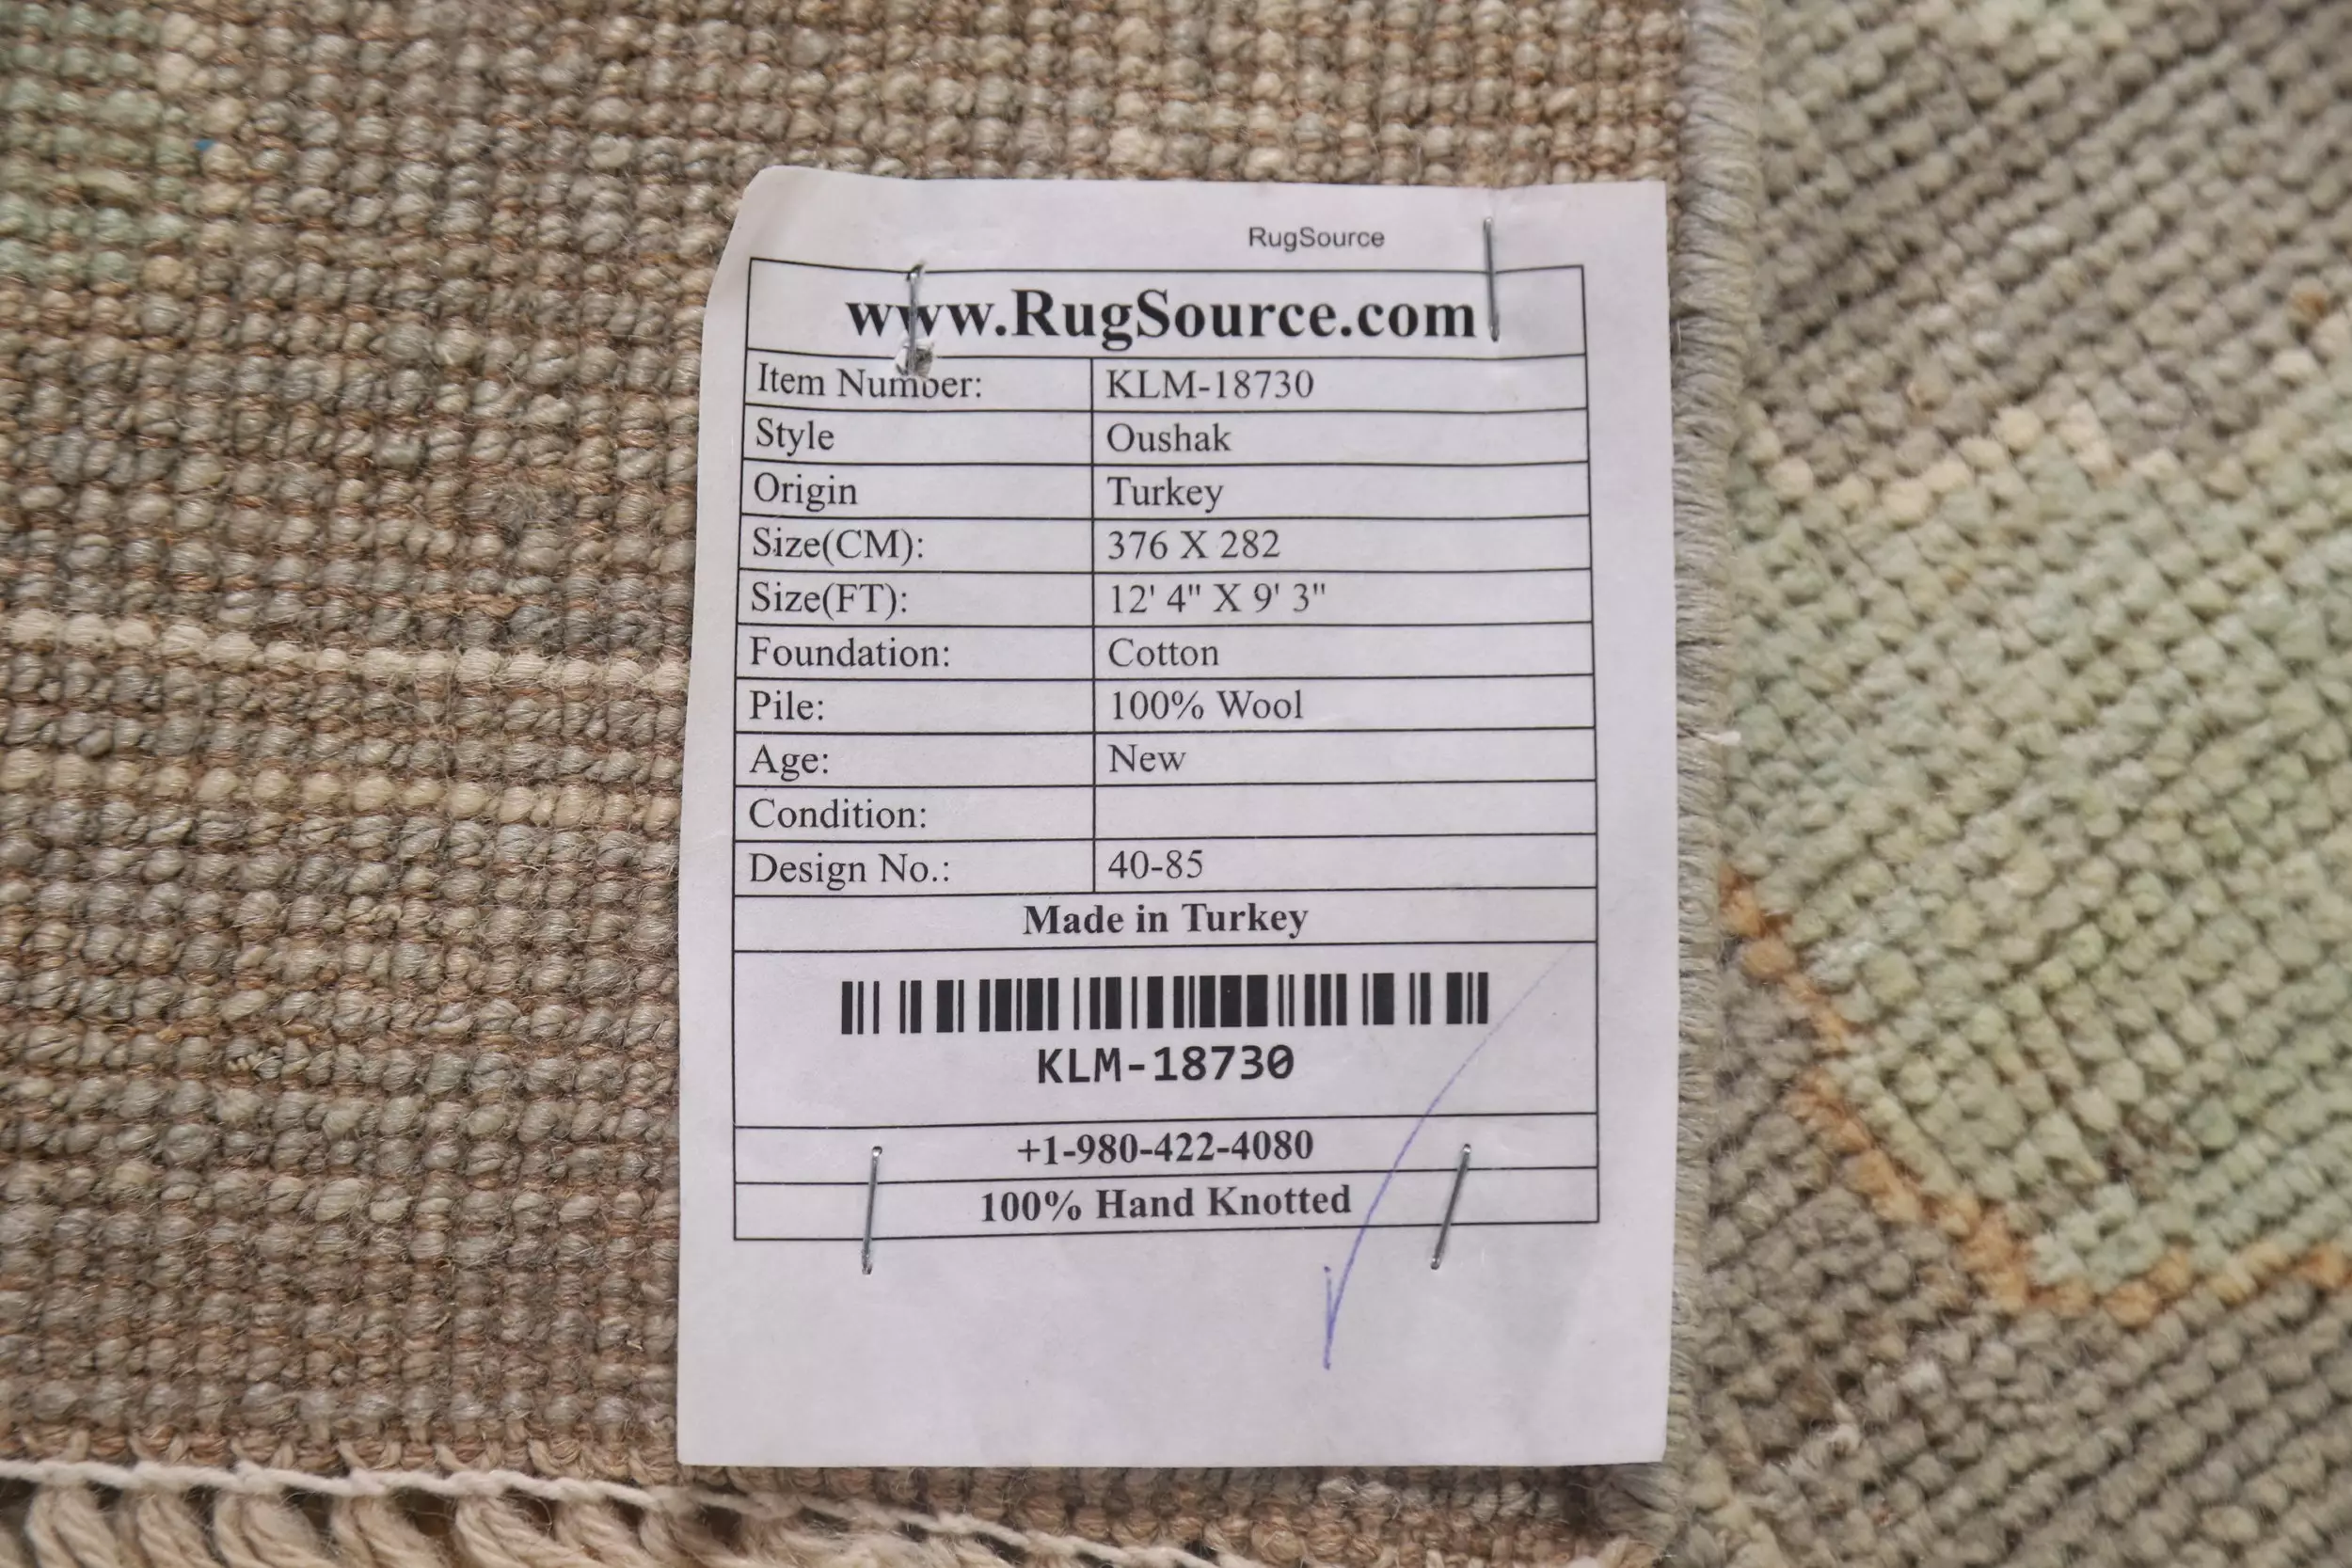 RugSource
www.RugSource.com
Item Number: KLM-18730
Style Oushak
Origin Turkey
Size(CM): 376 X 282
Size(FT): 12' 4" X 9' 3"
Foundation: Cotton
Pile: 100% Wool
Age: New
Condition:
Design No.: 40-85
Made in Turkey
KLM-18730
+1-980-422-4080
100% Hand Knotted